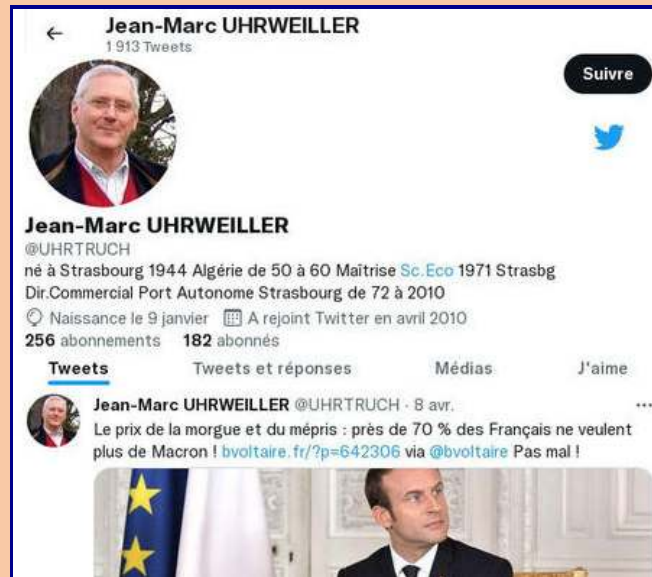 Jean-Marc UHRWEILLER
1 913 Tweets
Suivre
Jean-Marc UHRWEILLER
@UHRTRUCH
né à Strasbourg 1944 Algérie de 50 à 60 Maîtrise Sc.Eco 1971 Strasbg
Dir.Commercial Port Autonome Strasbourg de 72 à 2010
Naissance le 9 janvier A rejoint Twitter en avril 2010
256 abonnements 182 abonnés
Tweets Tweets et réponses Médias J'aime
Jean-Marc UHRWEILLER @UHRTRUCH · 8 avr.
Le prix de la morgue et du mépris : près de 70 % des Français ne veulent
plus de Macron ! bvoltaire.fr/?p=642306 via @bvoltaire Pas mal !